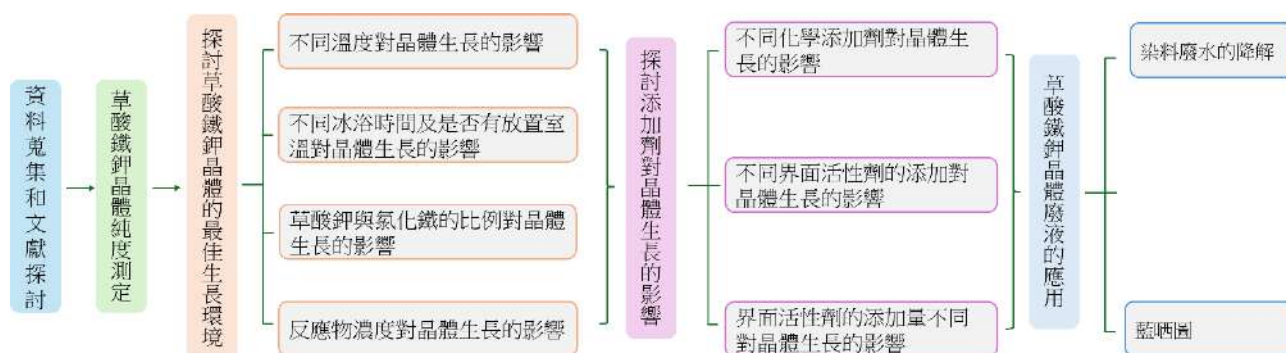 資料蒐集和文獻探討
草酸鐵鉀晶體純度測定
探討草酸鐵鉀晶體的最佳生長環境
不同溫度對晶體生長的影響
不同冰浴時間及是否有放置室
溫對晶體生長的影響
草酸鉀與氯化鐵的比例對晶體
生長的影響
反應物濃度對晶體生長的影響
探討添加劑對晶體生長的影響
不同化學添加劑對晶體生
長的影響
不同界面活性劑的添加對
晶體生長的影響
界面活性劑的添加量不同
對晶體生長的影響
草酸鐵鉀晶體廢液的應用
染料廢水的降解
藍晒圖